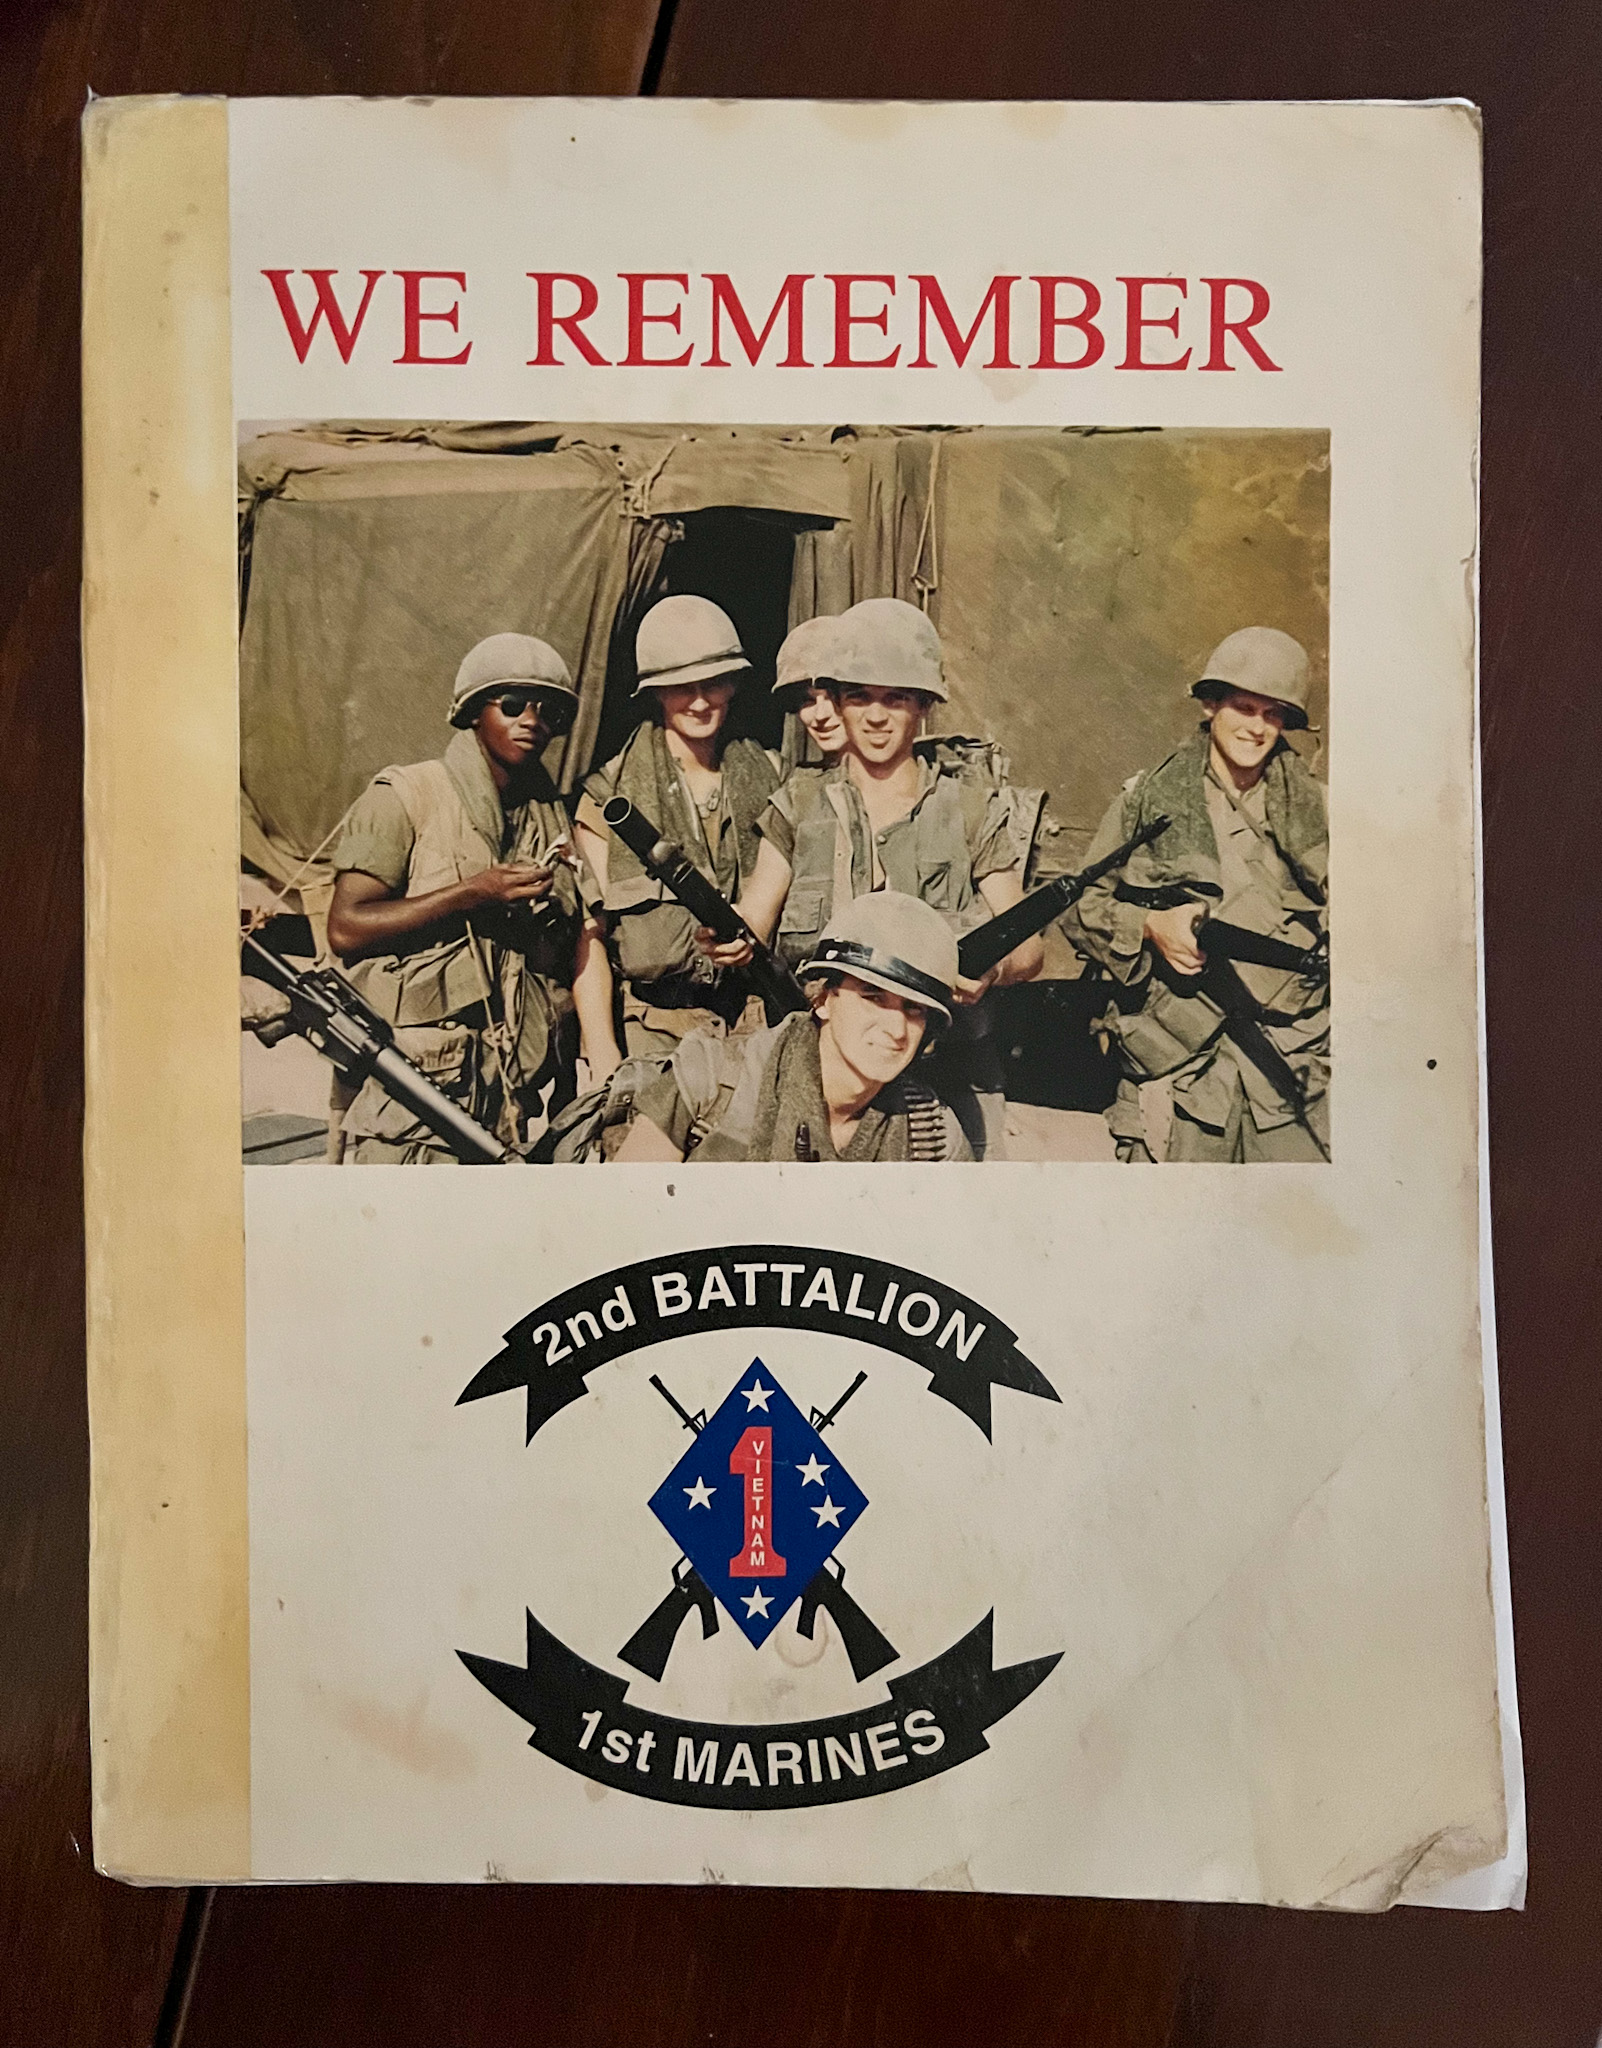 WE REMEMBER
2nd BATTALION
1
VIETNAM
1st MARINES